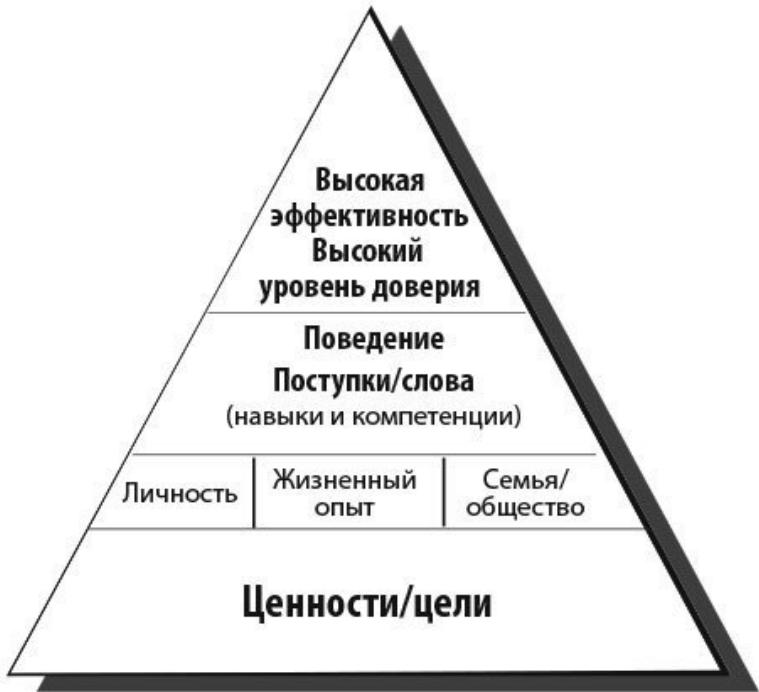 Высокая
эффективность
Высокий
уровень доверия
Поведение
Поступки/слова
(навыки и компетенции)
Личность
Жизненный
опыт
Семья/
общество
Ценности/цели